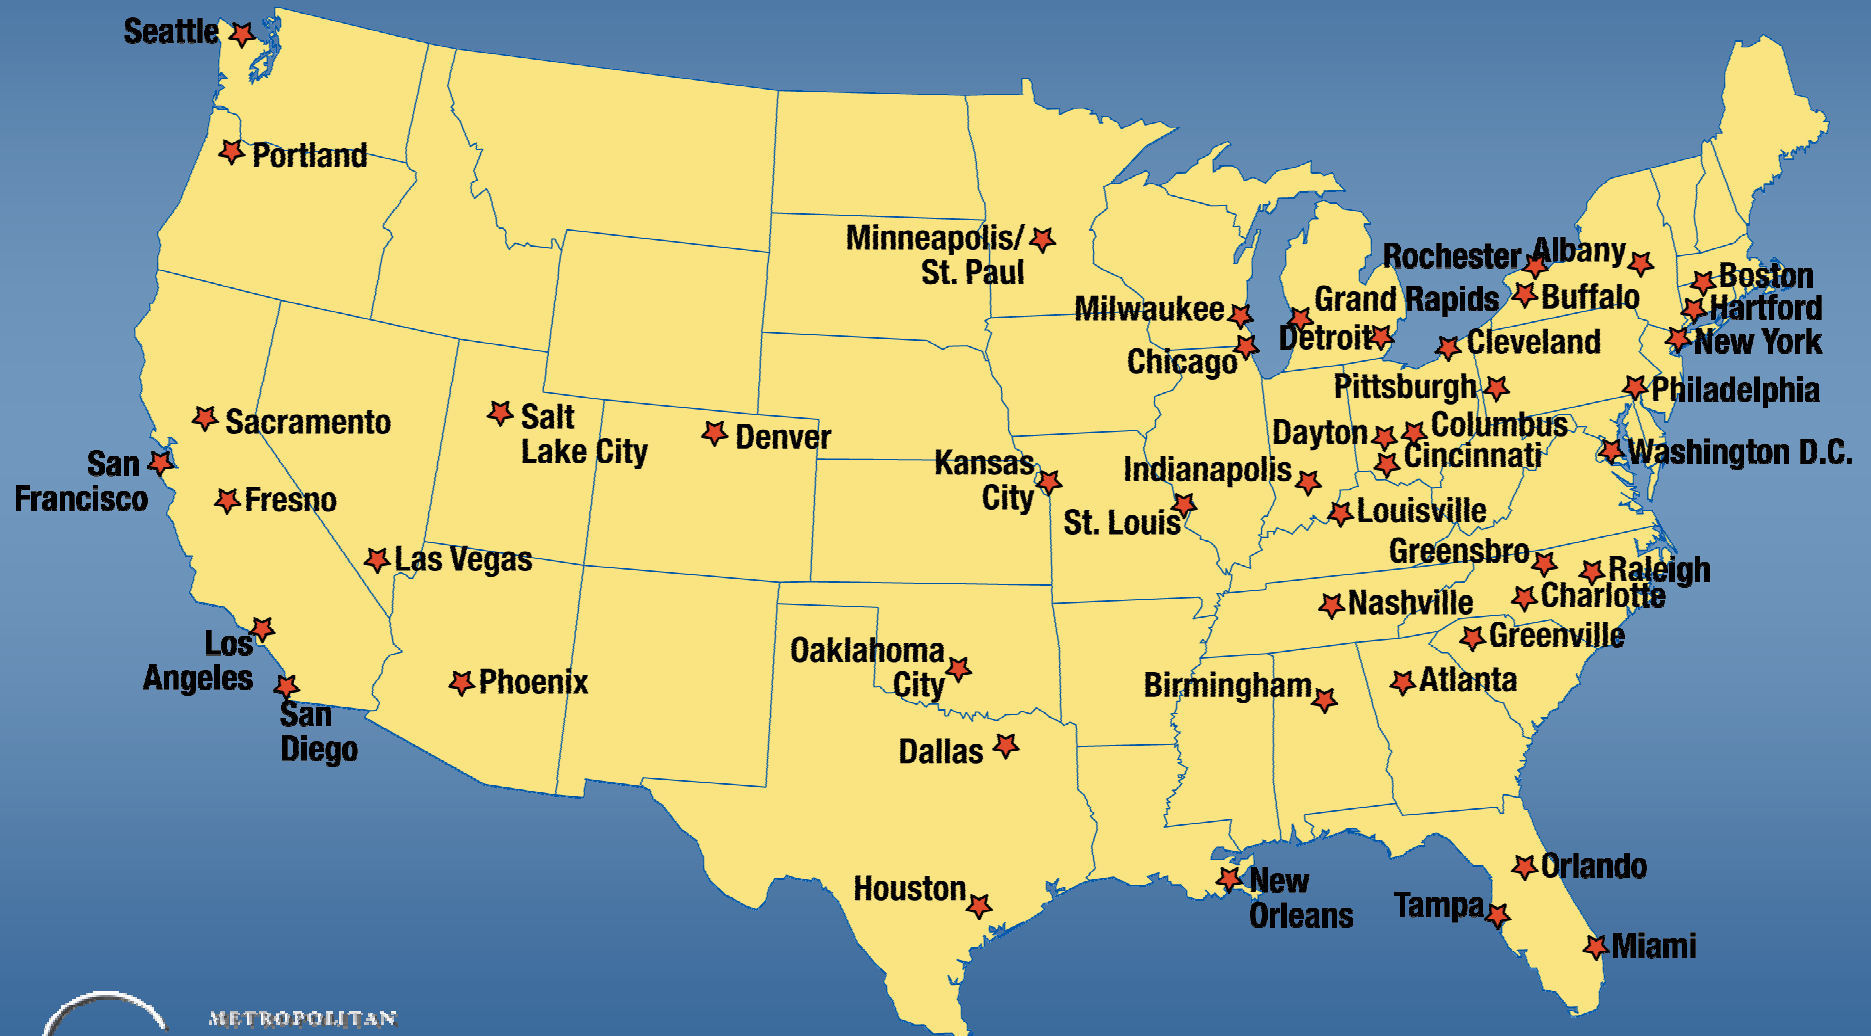 Seattle
Portland
Minneapolis/
St. Paul
Rochester
Albany
Boston
Milwaukee
Grand Rapids
Buffalo
Hartford
Detroit
Cleveland
New York
Chicago
Pittsburgh
Philadelphia
Sacramento
Salt
Lake City
Denver
Dayton
Columbus
Cincinnati
Washington D.C.
San
Francisco
Kansas
City
Indianapolis
Fresno
St. Louis
Louisville
Las Vegas
Greensbro
Raleigh
Charlotte
Nashville
Los
Angeles
Oaklahoma
City
Greenville
Phoenix
Birmingham
Atlanta
San
Diego
Dallas
Houston
New
Orleans
Orlando
Tampa
Miami
METROPOLITAN